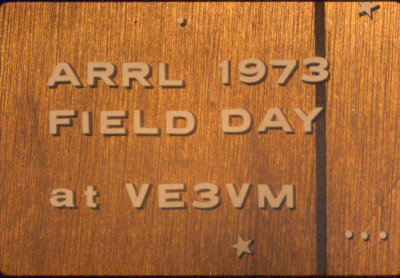 ARRL 1973
FIELD DAY
at VE3VM
...